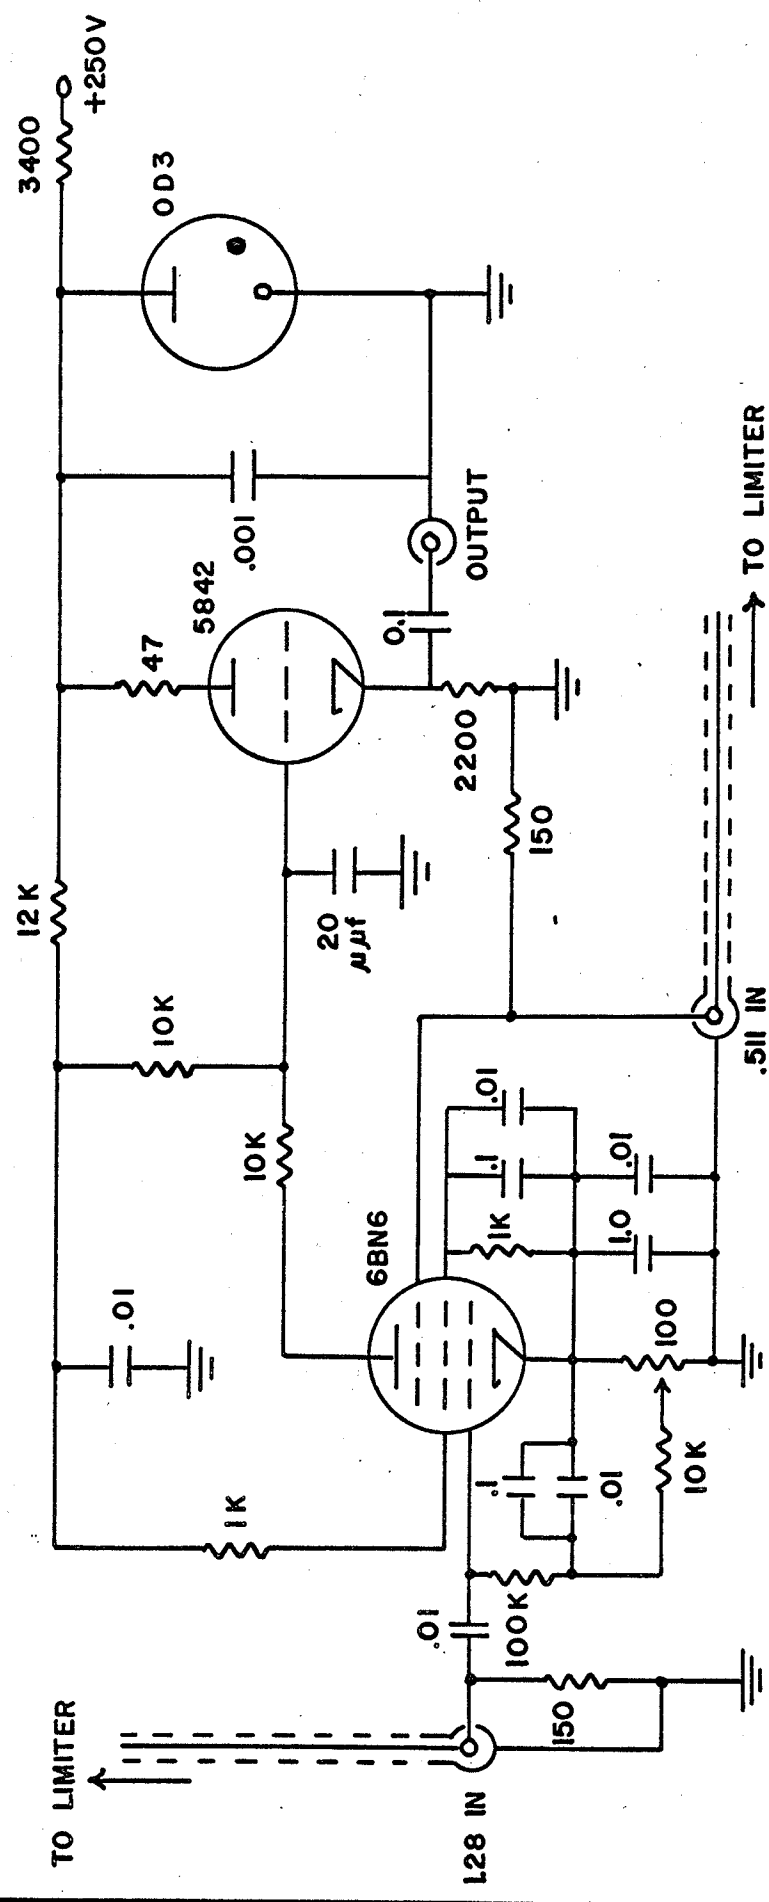 TO LIMITER
1.28 IN
150
.01
100K
1K
.01
.1
.01
10K
100
6BN6
1K
.1
.01
1.0
.01
10K
10K
12K
20
μμf
.511 IN
TO LIMITER
150
2200
47
5842
0.1
OUTPUT
.001
OD3
3400
+250V